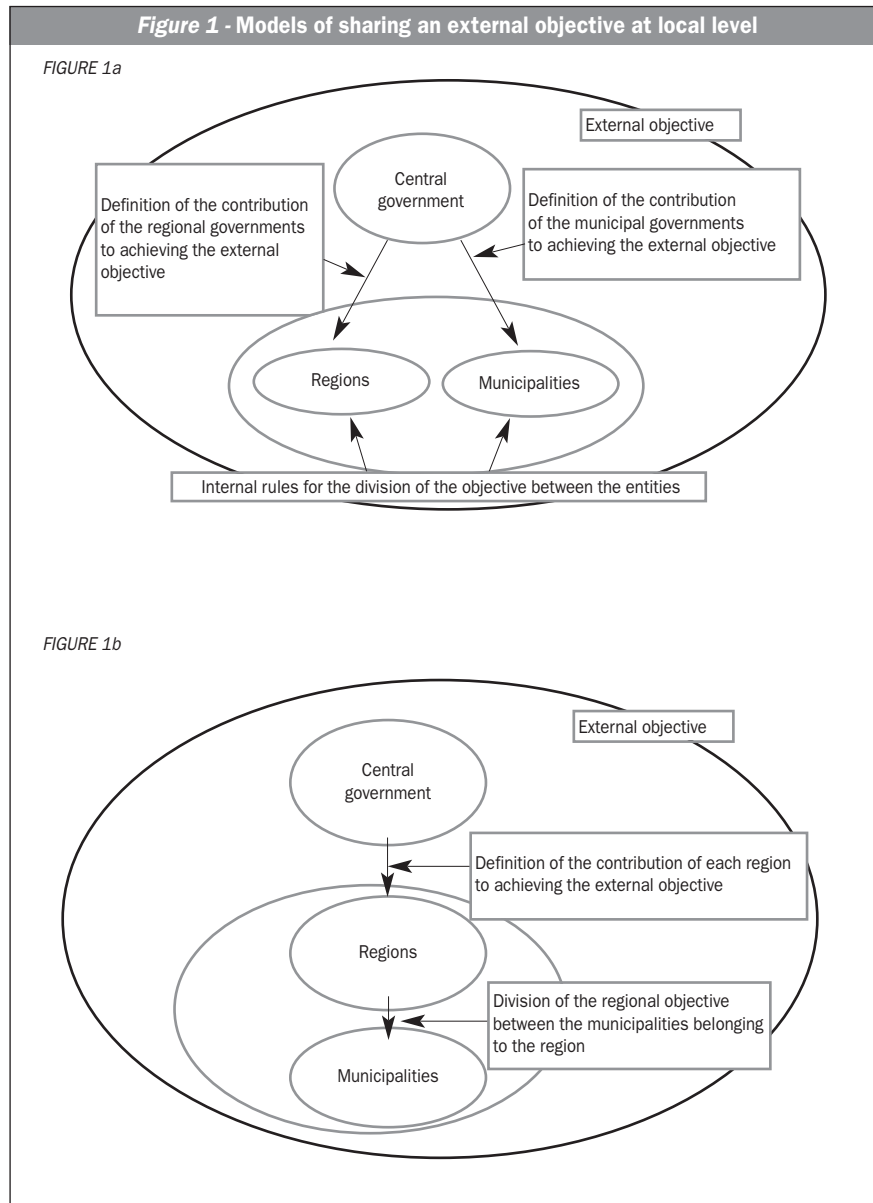 Figure 1 - Models of sharing an external objective at local level
FIGURE 1a
External objective
Central
government
Definition of the contribution
of the regional governments
to achieving the external
objective
Definition of the contribution
of the municipal governments
to achieving the external objective
Regions
Municipalities
Internal rules for the division of the objective between the entities
FIGURE 1b
External objective
Central
government
Definition of the contribution of each region
to achieving the external objective
Regions
Division of the regional objective
between the municipalities belonging
to the region
Municipalities